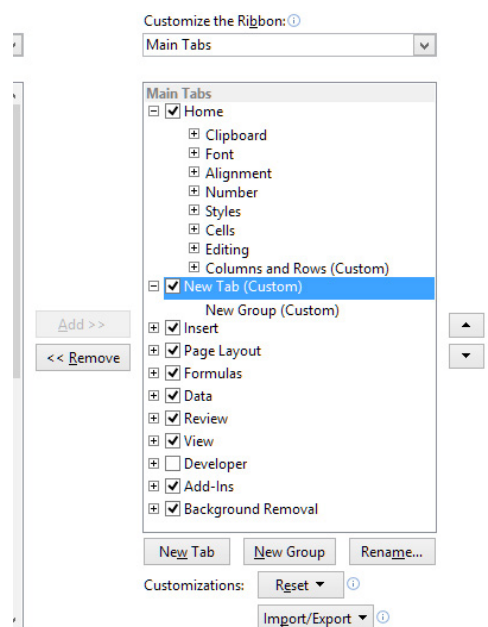 Customize the Ribbon:
Main Tabs
Main Tabs
Home
Clipboard
Font
Alignment
Number
Styles
Cells
Editing
Columns and Rows (Custom)
New Tab (Custom)
New Group (Custom)
Add >>
Insert
<< Remove
Page Layout
Formulas
Data
Review
View
Developer
Add-Ins
Background Removal
New Tab New Group Rename...
Customizations: Reset
Import/Export